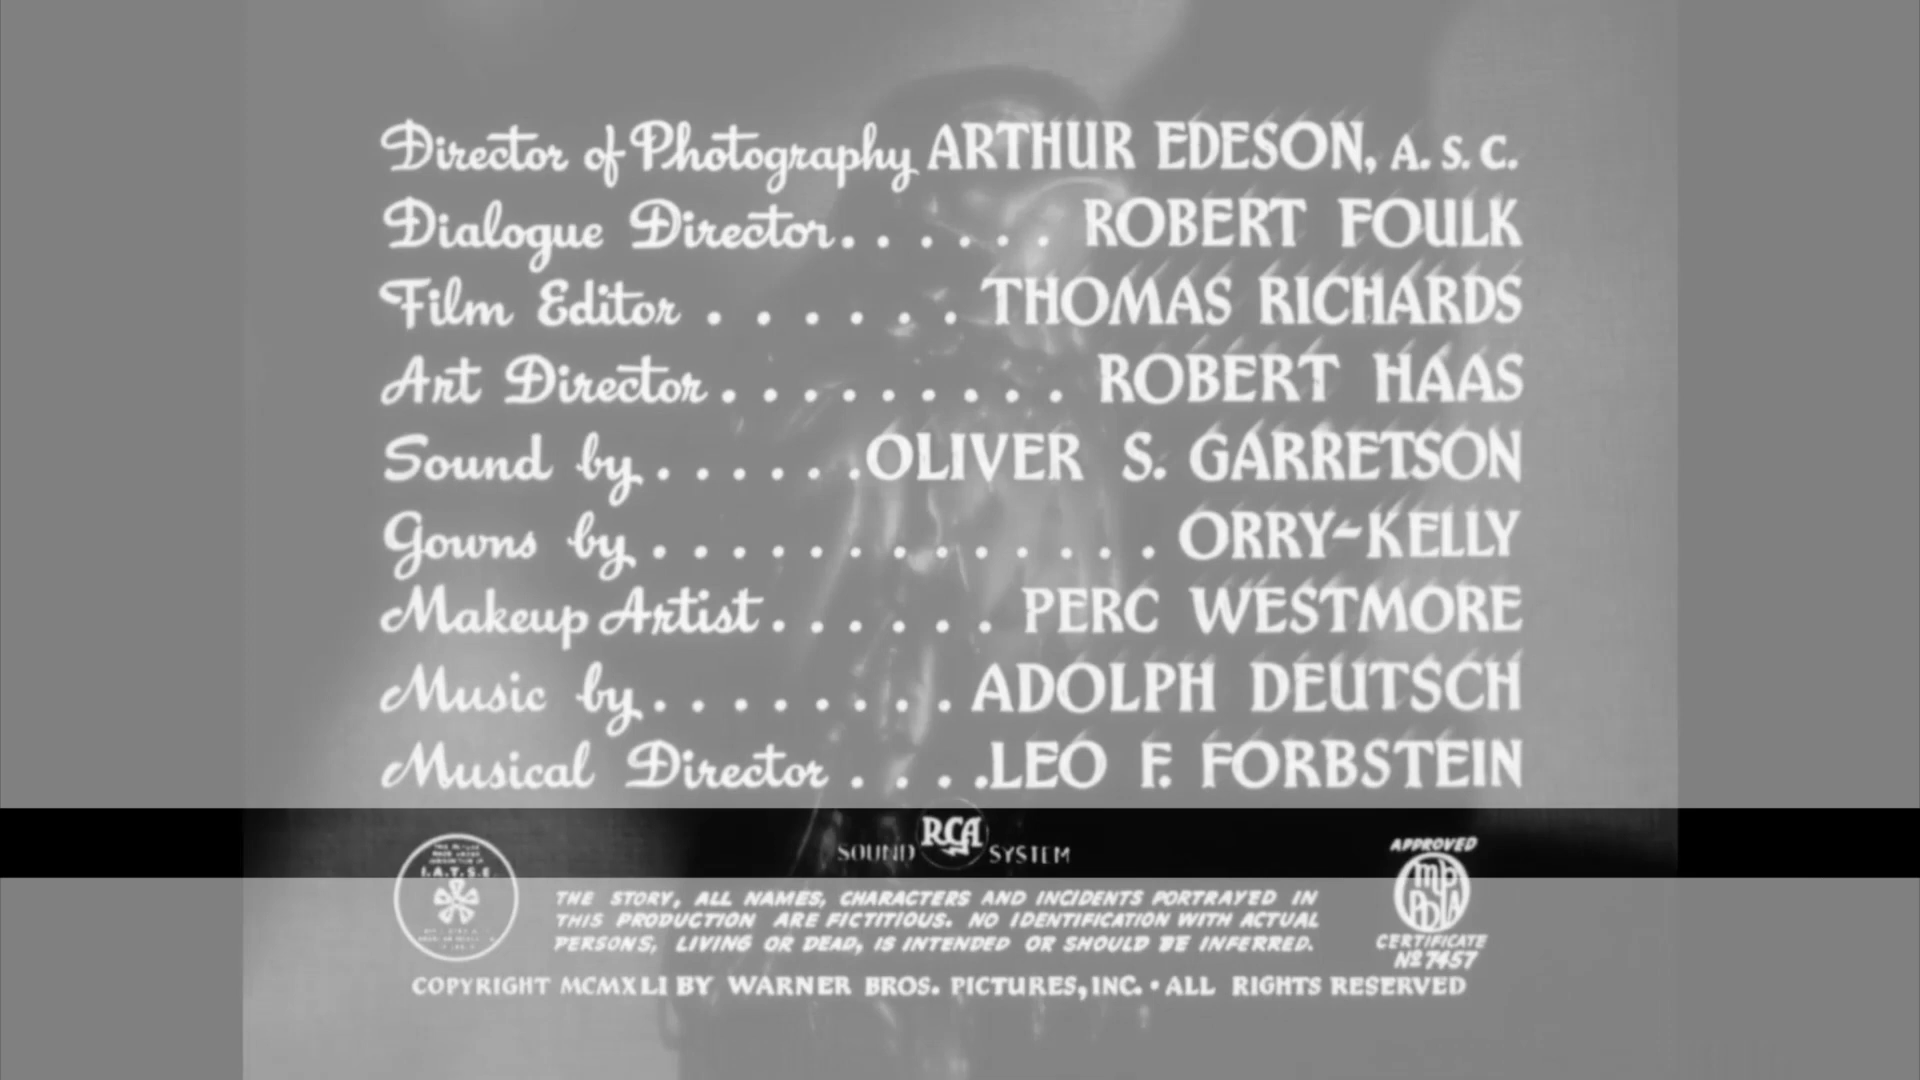 Director of Photography ARTHUR EDESON, A.S.C.
Dialogue Director...... ROBERT FOULK
Film Editor ...... THOMAS RICHARDS
Art Director......... ROBERT HAAS
Sound by......OLIVER S. GARRETSON
Gowns by............. ORRY-KELLY
Makeup Artist...... PERC WESTMORE
Music by........ ADOLPH DEUTSCH
Musical Director ....LEO F. FORBSTEIN
SOUND RCA SYSTEM
I.A.T.S.E.
APPROVED
MPPDA
CERTIFICATE
Nº 7457
THE STORY, ALL NAMES, CHARACTERS AND INCIDENTS PORTRAYED IN
THIS PRODUCTION ARE FICTITIOUS. NO IDENTIFICATION WITH ACTUAL
PERSONS, LIVING OR DEAD, IS INTENDED OR SHOULD BE INFERRED.
COPYRIGHT MCMXLI BY WARNER BROS. PICTURES, INC. • ALL RIGHTS RESERVED